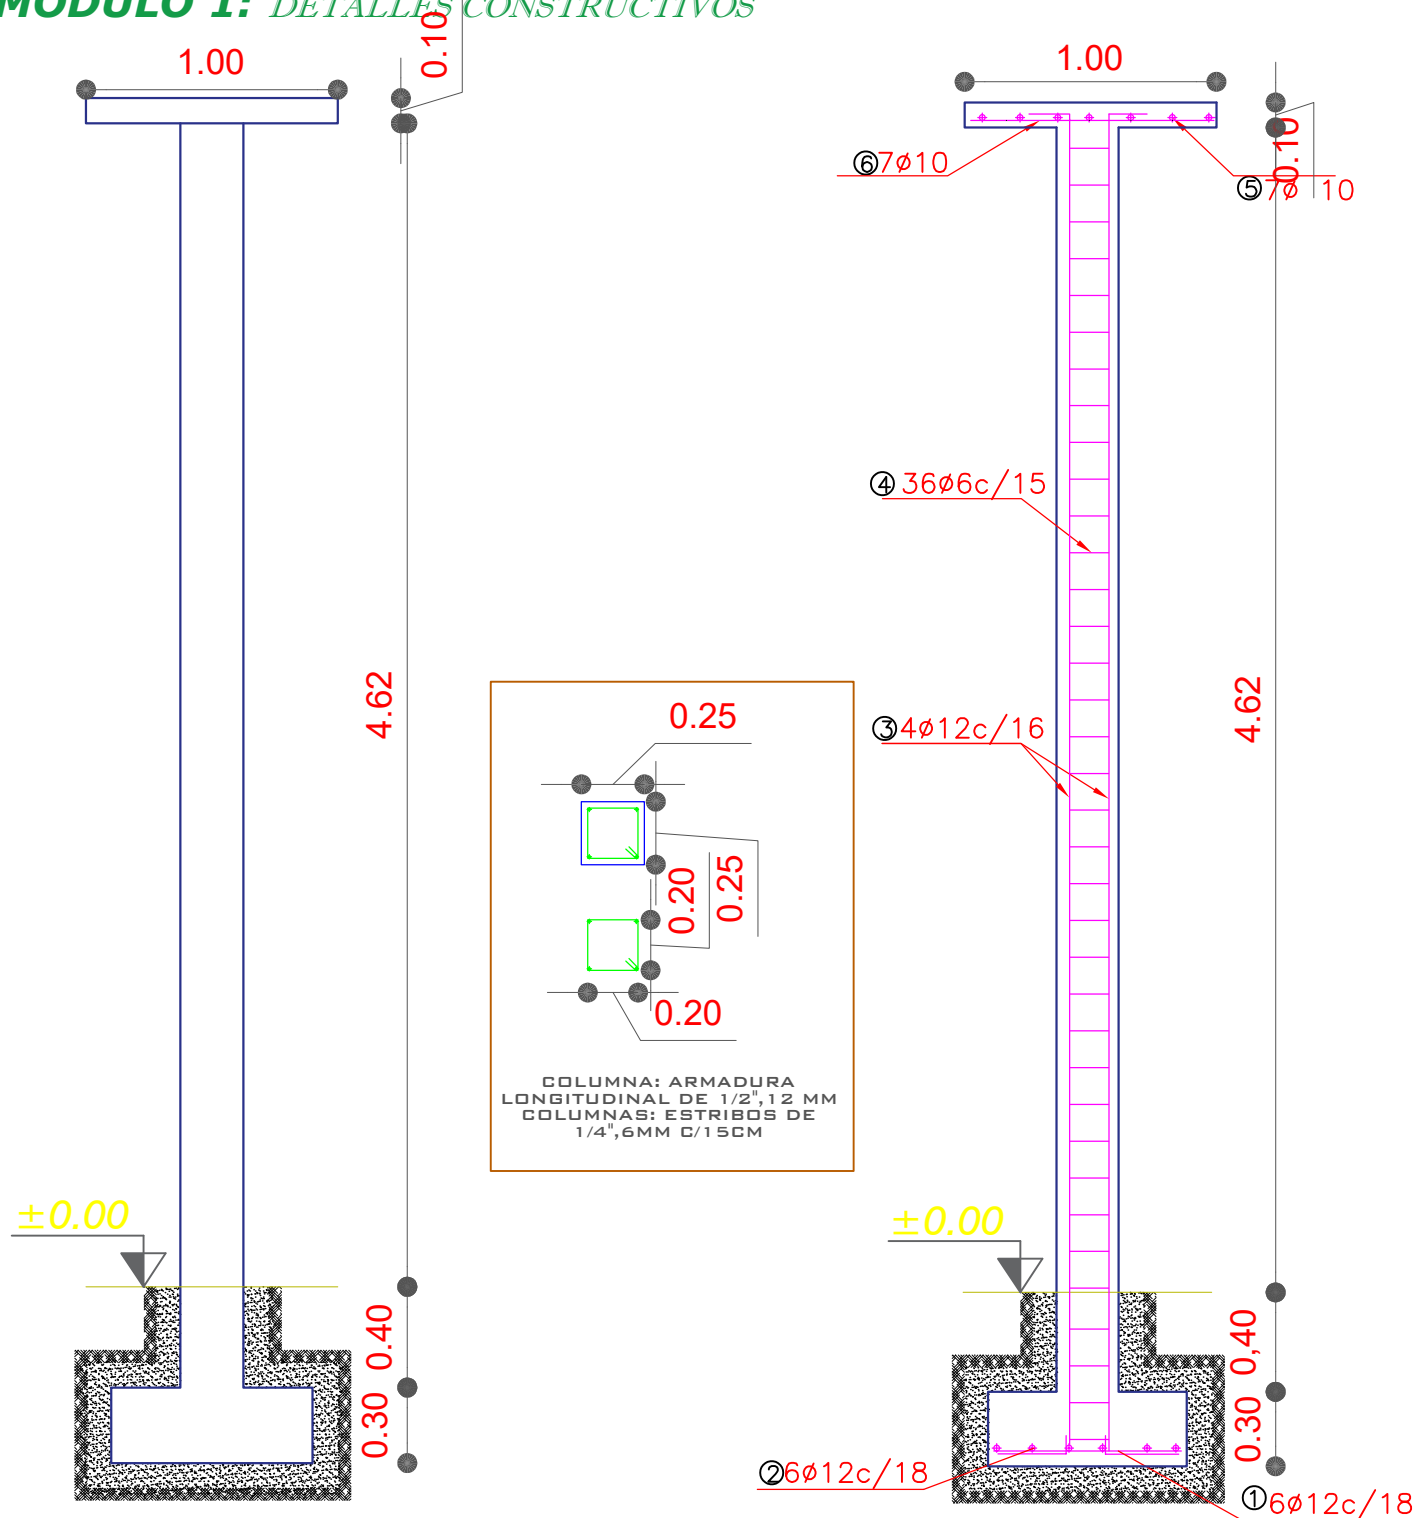 MODULO 1: DETALLES CONSTRUCTIVOS
1.00
0.10
4.62
±0.00
0.40
0.30
0.25
0.25
0.20
0.20
COLUMNA: ARMADURA
LONGITUDINAL DE 1/2",12 MM
COLUMNAS: ESTRIBOS DE
1/4",6MM C/15CM
1.00
0.10
⑥7ø10
⑤7ø 10
④ 36ø6c/15
③4ø12c/16
4.62
±0.00
0,40
0.30
②6ø12c/18
①6ø12c/18